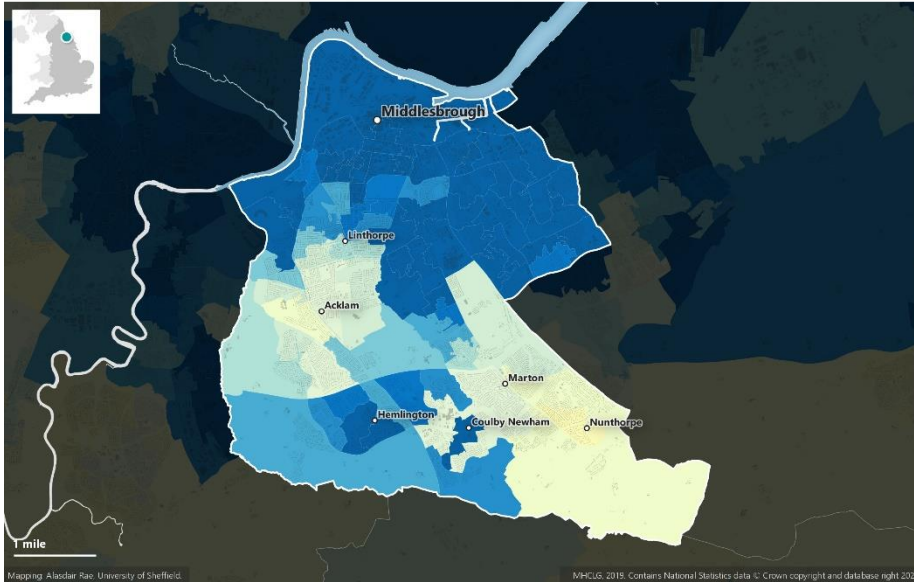 Middlesbrough
Linthorpe
Acklam
Marton
Hemlington
Coulby Newham
Nunthorpe
1 mile
Mapping: Alasdair Rae, University of Sheffield.
MHCLG, 2019. Contains National Statistics data © Crown copyright and database right 202